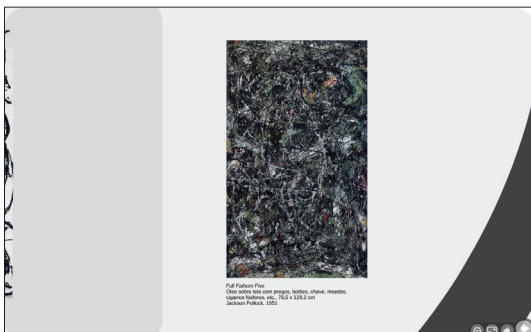 Full Fathom Five
Óleo sobre tela com pregos, botões, chave, moedas,
cigarros fósforos, etc., 76,5 x 129,2 cm
Jackson Pollock, 1951